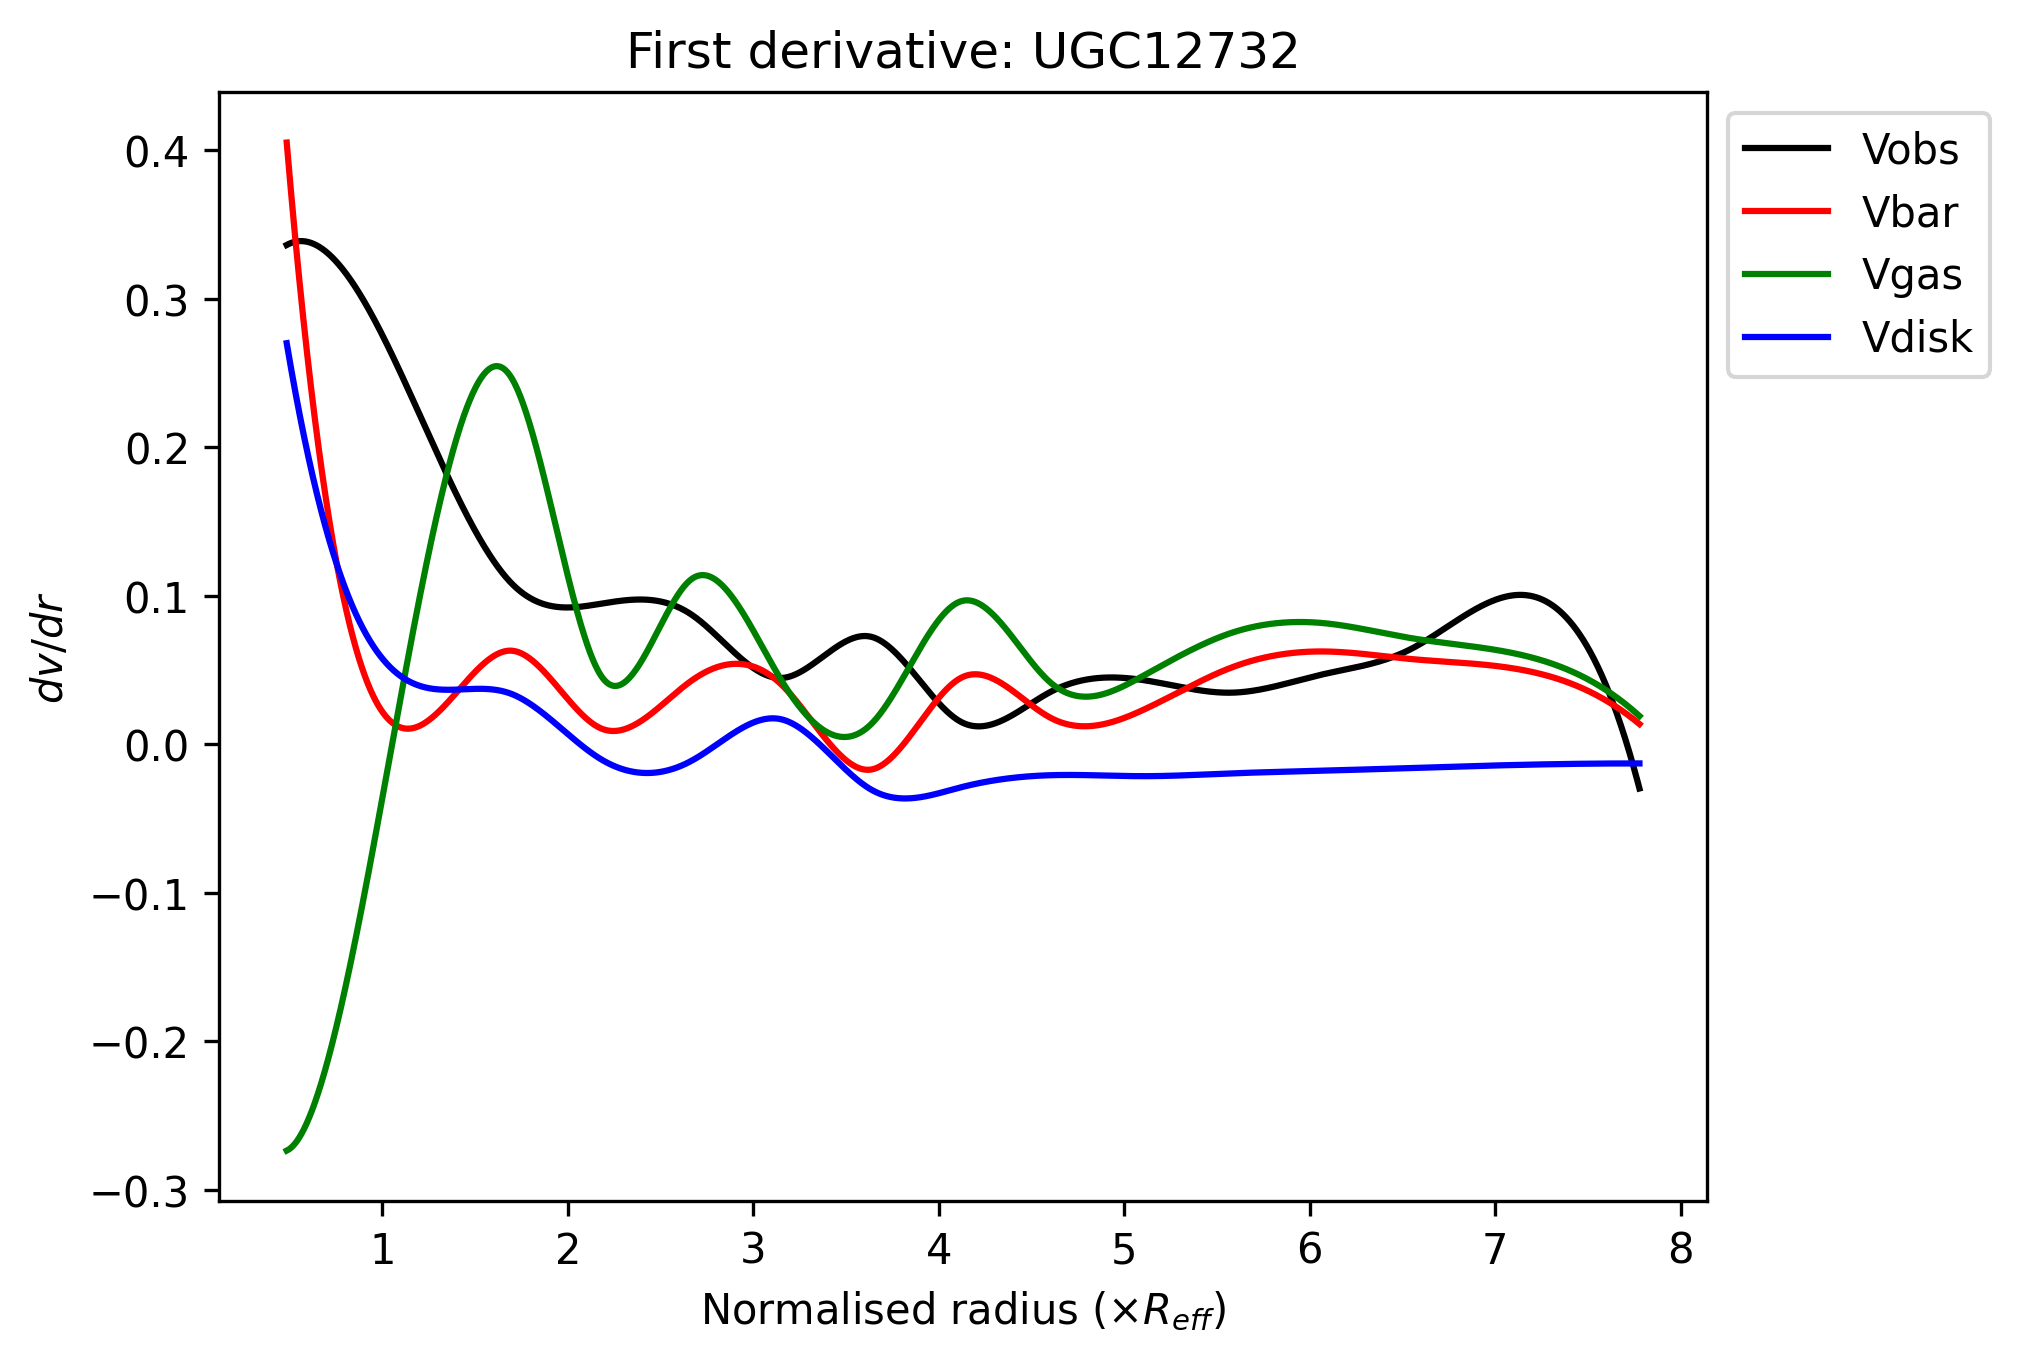 First derivative: UGC12732
0.4
0.3
0.2
0.1
0.0
−0.1
−0.2
−0.3
dv/dr
1 2 3 4 5 6 7 8
Normalised radius (×R_eff)
Vobs
Vbar
Vgas
Vdisk